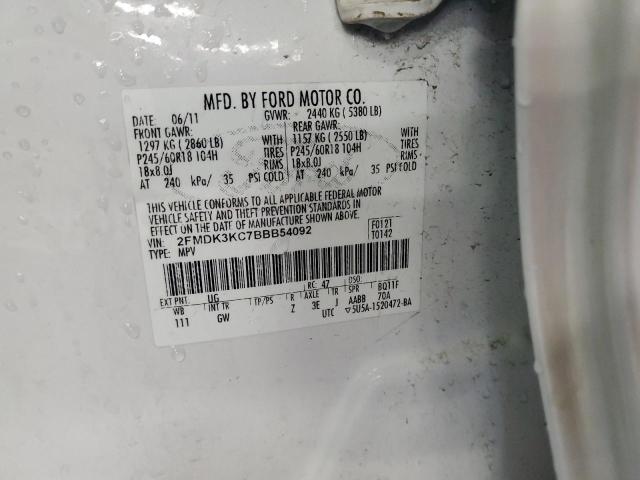 MFD. BY FORD MOTOR CO.
DATE: 06/11 GVWR: 2440 KG ( 5380 LB)
FRONT GAWR: REAR GAWR:
1297 KG ( 2860 LB) WITH 1157 KG ( 2550 LB) WITH
P245/60R18 104H TIRES P245/60R18 104H TIRES
18x8.0J RIMS 18x8.0J RIMS
AT 240 kPa/ 35 PSI COLD AT 240 kPa/ 35 PSI COLD
THIS VEHICLE CONFORMS TO ALL APPLICABLE FEDERAL MOTOR
VEHICLE SAFETY AND THEFT PREVENTION STANDARDS IN
EFFECT ON THE DATE OF MANUFACTURE SHOWN ABOVE.
VIN: 2FMDK3KC7BBB54092 F0121
TYPE: MPV T0142
EXT PNT: UG RC: 47 DSO:
WB INT TR TP/PS R AXLE TR SPR BQ11F
111 GW Z 3E J AABB 70A
UTC ▽5U5A-1520472-BA